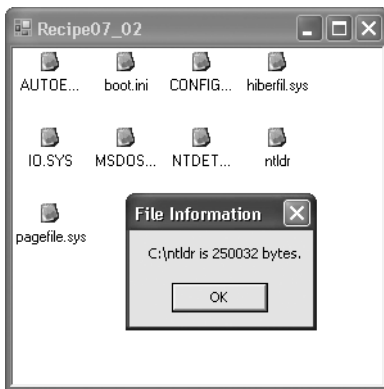 Recipe07_02
AUTOE... boot.ini CONFIG... hiberfil.sys
IO.SYS MSDOS... NTDET... ntldr
pagefile.sys
File Information
C:\ntldr is 250032 bytes.
OK